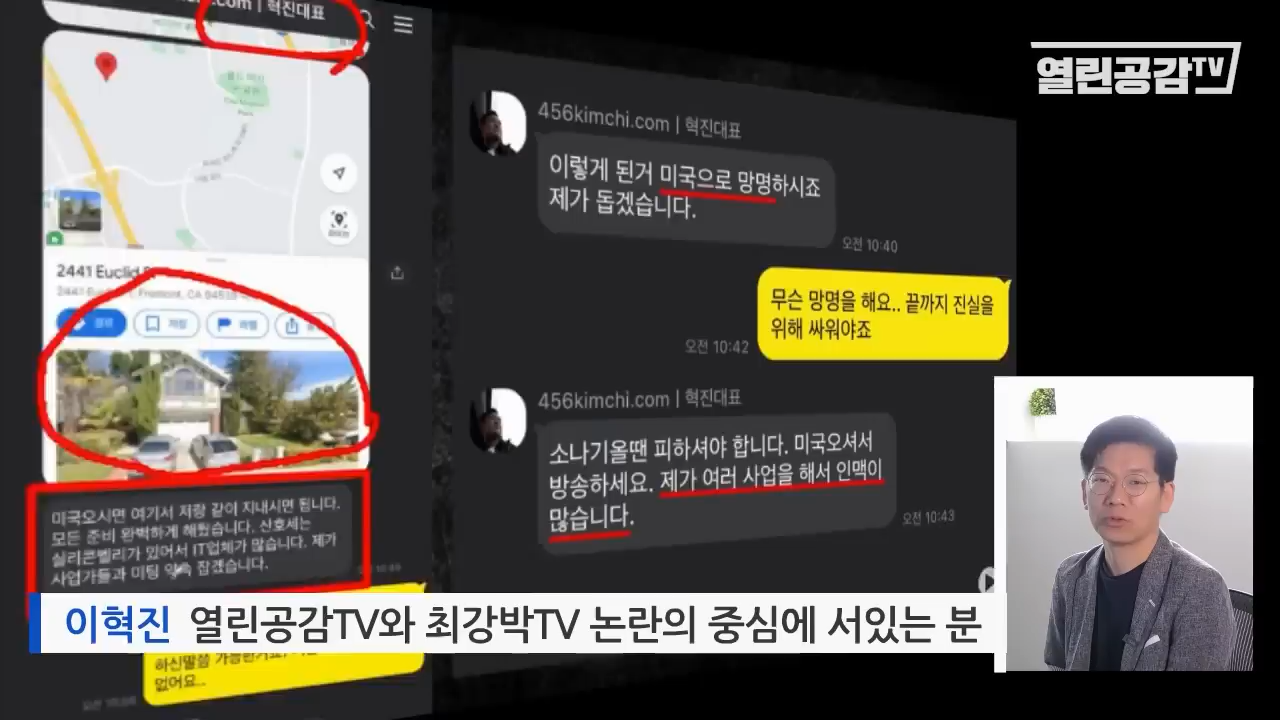 .com | 혁진대표
2441 Euclid
저장
미국오시면 여기서 저랑 같이 지내시면 됩니다.
모든 준비 완벽하게 해놨습니다. 산호세는
실리콘벨리가 있어서 IT업체가 많습니다. 제가
사업가들과 미팅 약속 잡겠습니다.
없어요..
열린공감TV
456kimchi.com | 혁진대표
이렇게 된거 미국으로 망명하시죠
제가 돕겠습니다.
오전 10:40
무슨 망명을 해요.. 끝까지 진실을
위해 싸워야죠
오전 10:42
456kimchi.com | 혁진대표
소나기올땐 피하셔야 합니다. 미국오셔서
방송하세요. 제가 여러 사업을 해서 인맥이
많습니다.
오전 10:43
이혁진 열린공감TV와 최강박TV 논란의 중심에 서있는 분